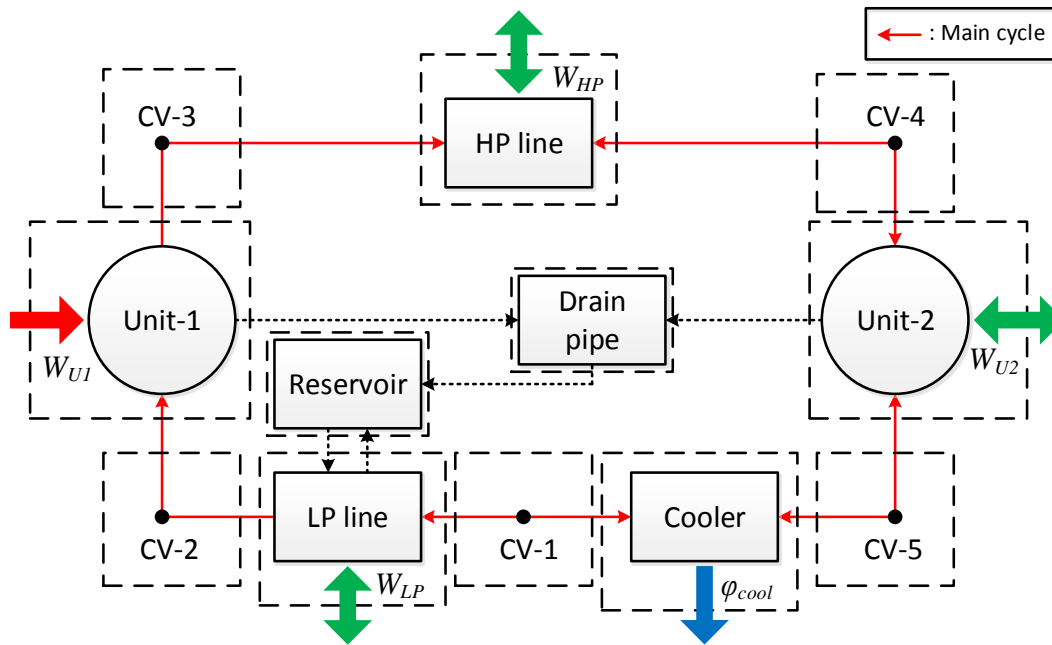 : Main cycle
W_HP
CV-3
HP line
CV-4
Unit-1
Drain
pipe
Unit-2
W_U1
Reservoir
W_U2
LP line
Cooler
CV-2
CV-1
CV-5
W_LP
φ_cool